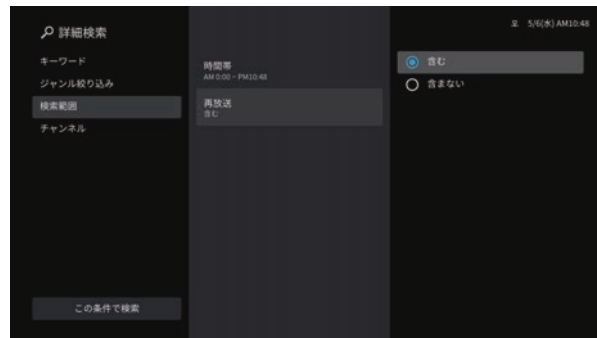 5/6(水) AM10:48
詳細検索
キーワード
ジャンル絞り込み
検索範囲
チャンネル
この条件で検索
時間帯
AM 0:00 - PM10:48
再放送
含む
含む
含まない